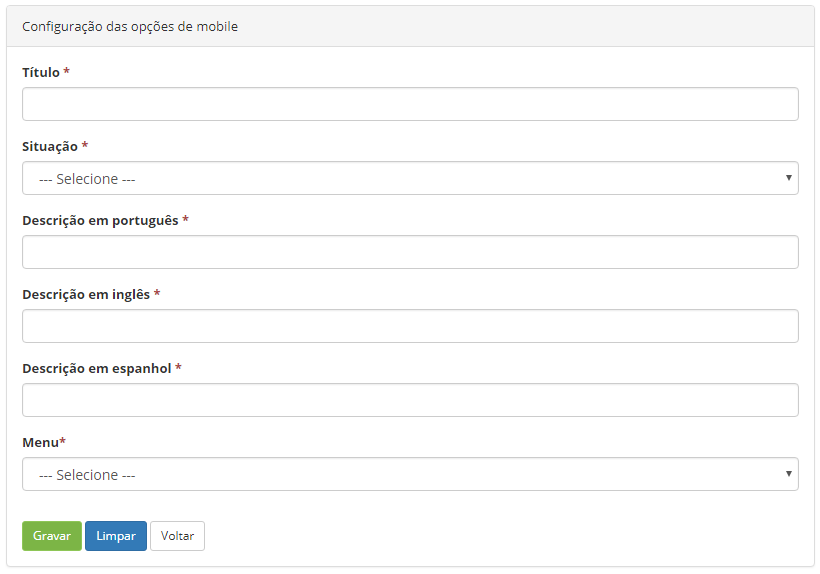 Configuração das opções de mobile
Título *
Situação *
--- Selecione ---
Descrição em português *
Descrição em inglês *
Descrição em espanhol *
Menu*
--- Selecione ---
Gravar Limpar Voltar